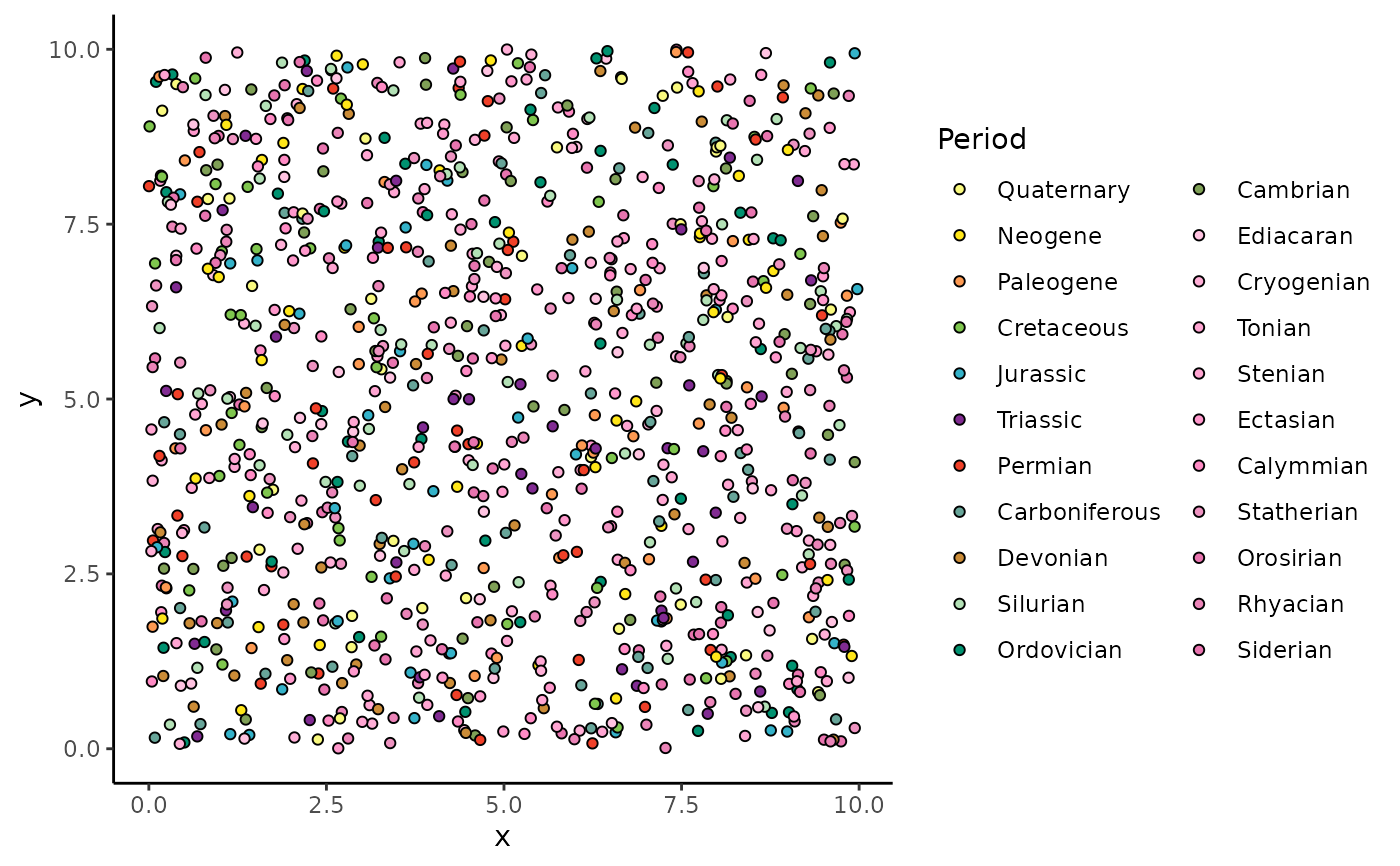 10.0
7.5
5.0
2.5
0.0
y
0.0 2.5 5.0 7.5 10.0
x
Period
Quaternary
Neogene
Paleogene
Cretaceous
Jurassic
Triassic
Permian
Carboniferous
Devonian
Silurian
Ordovician
Cambrian
Ediacaran
Cryogenian
Tonian
Stenian
Ectasian
Calymmian
Statherian
Orosirian
Rhyacian
Siderian